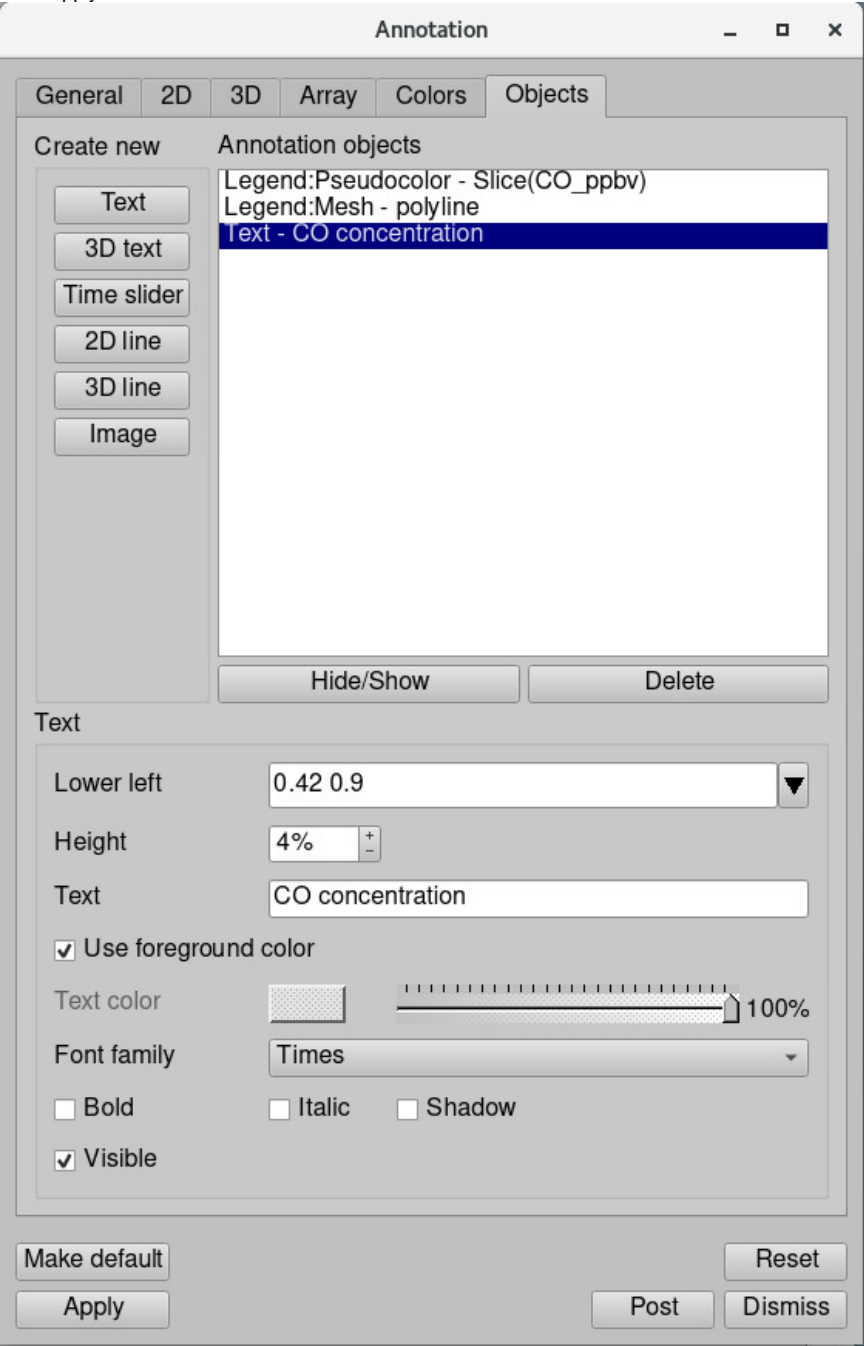 Annotation
General 2D 3D Array Colors Objects
Create new Annotation objects
Text
3D text
Time slider
2D line
3D line
Image
Legend:Pseudocolor - Slice(CO_ppbv)
Legend:Mesh - polyline
Text - CO concentration
Hide/Show Delete
Text
Lower left 0.42 0.9
Height 4%
Text CO concentration
Use foreground color
Text color 100%
Font family Times
Bold Italic Shadow
Visible
Make default Reset
Apply Post Dismiss